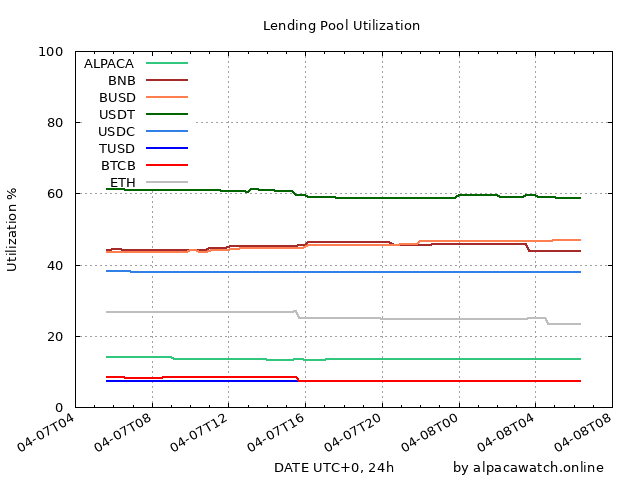 Lending Pool Utilization
100
80
60
40
20
0
Utilization %
ALPACA
BNB
BUSD
USDT
USDC
TUSD
BTCB
ETH
04-07T04
04-07T08
04-07T12
04-07T16
04-07T20
04-08T00
04-08T04
04-08T08
DATE UTC+0, 24h
by alpacawatch.online